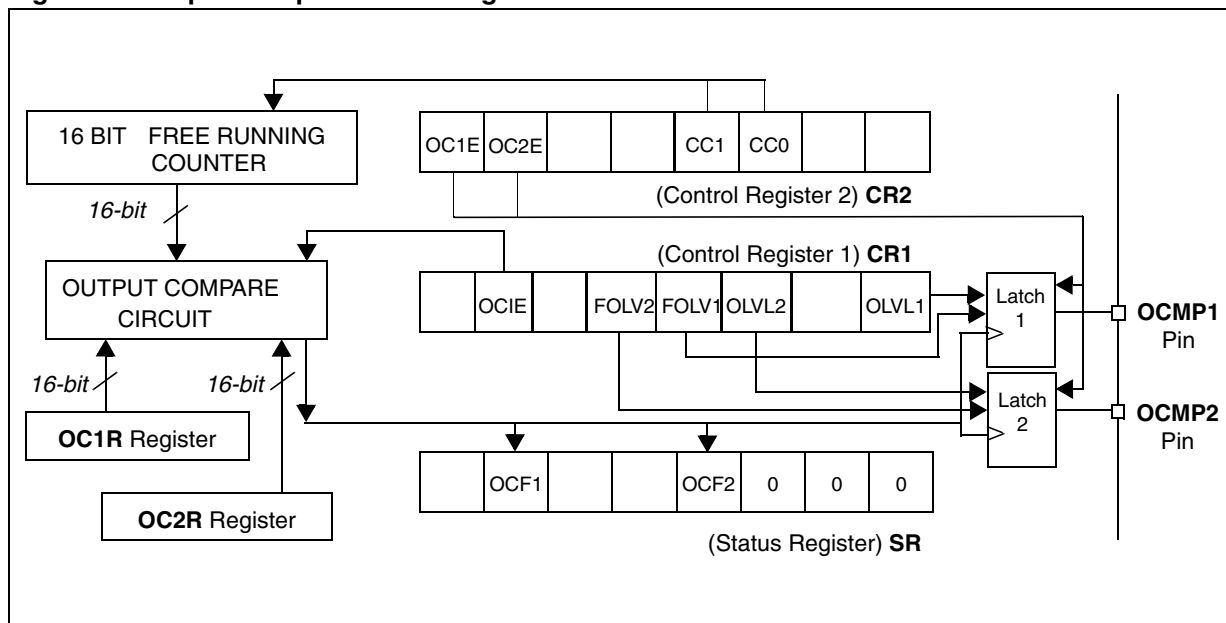 16 BIT FREE RUNNING
COUNTER
OC1E OC2E CC1 CC0
(Control Register 2) CR2
16-bit
(Control Register 1) CR1
OUTPUT COMPARE
CIRCUIT
OCIE FOLV2 FOLV1 OLVL2 OLVL1
Latch
1
OCMP1
Pin
16-bit
16-bit
Latch
2
OCMP2
Pin
OC1R Register
OCF1 OCF2 0 0 0
OC2R Register
(Status Register) SR